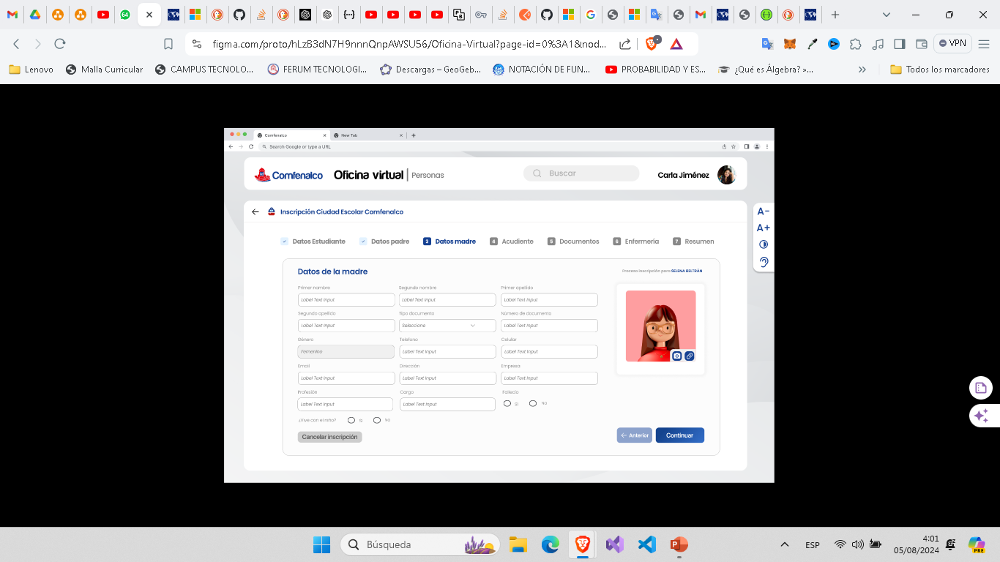 64
figma.com/proto/hLzB3dN7H9nnnQnpAWSU56/Oficina-Virtual?page-id=0%3A1&nod...
VPN
Lenovo
Malla Curricular
CAMPUS TECNOLO...
FERUM TECNOLOGI...
Descargas – GeoGeb...
NOTACIÓN DE FUN...
PROBABILIDAD Y ES...
¿Qué es Álgebra? »...
Todos los marcadores
Comfenalco
New Tab
Search Google or type a URL
Comfenalco
Oficina virtual
Personas
Buscar
Carla Jiménez
Inscripción Ciudad Escolar Comfenalco
A-
A+
Datos Estudiante
Datos padre
3 Datos madre
4 Acudiente
5 Documentos
6 Enfermería
7 Resumen
Datos de la madre
Proceso inscripción para SELENA BELTRÁN
Primer nombre
Segundo nombre
Primer apellido
Label Text Input
Label Text Input
Label Text Input
Segundo apellido
Tipo documento
Número de documento
Label Text Input
Seleccione
Label Text Input
Género
Telefono
Celular
Femenino
Label Text Input
Label Text Input
Email
Dirección
Empresa
Label Text Input
Label Text Input
Label Text Input
Profesión
Cargo
Fallecio
Label Text Input
Label Text Input
SI
NO
¿Vive con el niño?
SI
NO
Cancelar inscripción
Anterior
Continuar
Búsqueda
ESP
4:01
05/08/2024
PRE